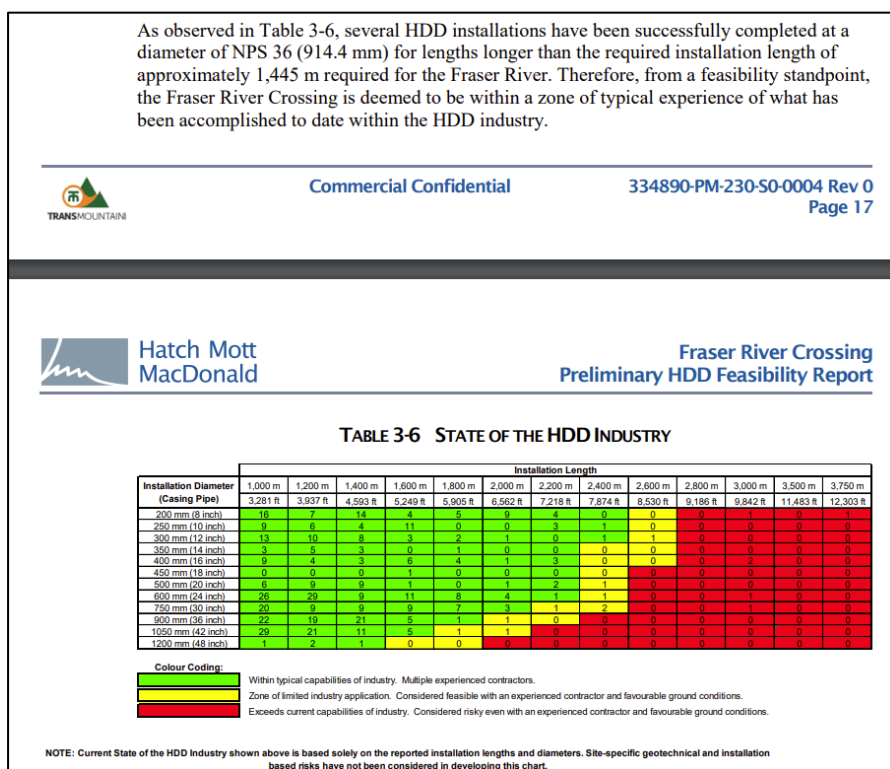 As observed in Table 3-6, several HDD installations have been successfully completed at a
diameter of NPS 36 (914.4 mm) for lengths longer than the required installation length of
approximately 1,445 m required for the Fraser River. Therefore, from a feasibility standpoint,
the Fraser River Crossing is deemed to be within a zone of typical experience of what has
been accomplished to date within the HDD industry.
TRANSMOUNTAIN
Commercial Confidential
334890-PM-230-S0-0004 Rev 0
Page 17
Hatch Mott
MacDonald
Fraser River Crossing
Preliminary HDD Feasibility Report
TABLE 3-6 STATE OF THE HDD INDUSTRY
Installation Length
Installation Diameter 1,000 m 1,200 m 1,400 m 1,600 m 1,800 m 2,000 m 2,200 m 2,400 m 2,600 m 2,800 m 3,000 m 3,500 m 3,750 m
(Casing Pipe) 3,281 ft 3,937 ft 4,593 ft 5,249 ft 5,905 ft 6,562 ft 7,218 ft 7,874 ft 8,530 ft 9,186 ft 9,842 ft 11,483 ft 12,303 ft
200 mm (8 inch) 16 7 14 4 5 9 4 0 0 0 1 0 1
250 mm (10 inch) 9 6 4 11 0 0 3 1 0 0 0 0 0
300 mm (12 inch) 13 10 8 3 2 1 0 1 1 0 0 0 0
350 mm (14 inch) 3 5 3 0 1 0 0 0 0 0 0 0 0
400 mm (16 inch) 9 4 3 6 4 1 3 0 0 0 2 0 0
450 mm (18 inch) 0 0 0 1 0 0 0 0 0 0 0 0 0
500 mm (20 inch) 6 9 9 1 0 1 2 1 0 0 0 0 0
600 mm (24 inch) 26 29 9 11 8 4 1 1 0 0 1 0 0
750 mm (30 inch) 20 9 9 9 7 3 1 2 0 0 1 0 0
900 mm (36 inch) 22 19 21 5 1 1 0 0 0 0 0 0 0
1050 mm (42 inch) 29 21 11 5 1 1 0 0 0 0 0 0 0
1200 mm (48 inch) 1 2 1 0 0 0 0 0 0 0 0 0 0
Colour Coding:
Within typical capabilities of industry. Multiple experienced contractors.
Zone of limited industry application. Considered feasible with an experienced contractor and favourable ground conditions.
Exceeds current capabilities of industry. Considered risky even with an experienced contractor and favourable ground conditions.
NOTE: Current State of the HDD Industry shown above is based solely on the reported installation lengths and diameters. Site-specific geotechnical and installation
based risks have not been considered in developing this chart.